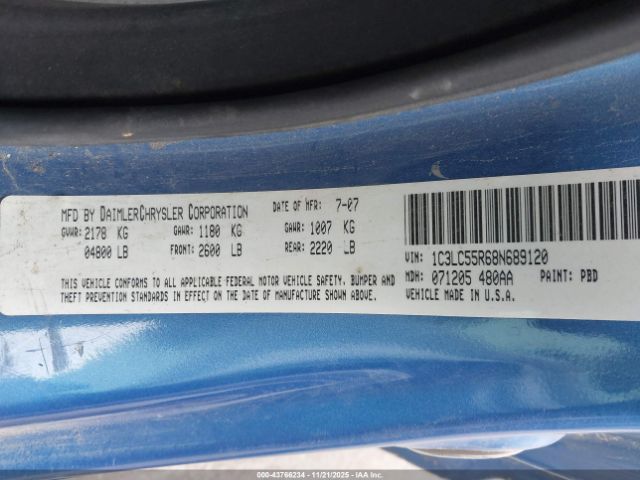 MFD BY DAIMLERCHRYSLER CORPORATION DATE OF MFR: 7-07
GVWR: 2178 KG GAWR: 1180 KG GAWR: 1007 KG
04800 LB FRONT: 2600 LB REAR: 2220 LB
THIS VEHICLE CONFORMS TO ALL APPLICABLE FEDERAL MOTOR VEHICLE SAFETY, BUMPER AND
THEFT PREVENTION STANDARDS IN EFFECT ON THE DATE OF MANUFACTURE SHOWN ABOVE.
VIN: 1C3LC55R68N689120
MDH: 071205 480AA PAINT: PBD
VEHICLE MADE IN U.S.A.
000-43766234 - 11/21/2025 - IAA